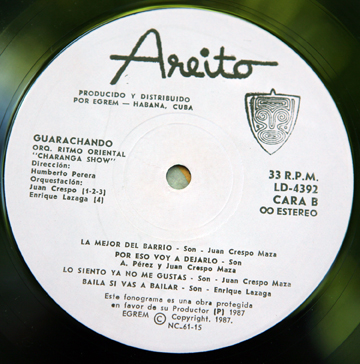 Areito
PRODUCIDO Y DISTRIBUIDO
POR EGREM — HABANA, CUBA
GUARACHANDO
ORQ. RITMO ORIENTAL
"CHARANGA SHOW"
Dirección:
Humberto Perera
Orquestación:
Juan Crespo [1-2-3]
Enrique Lazaga [4]
33 R.P.M.
LD-4392
CARA B
OO ESTEREO
LA MEJOR DEL BARRIO - Son - Juan Crespo Maza
POR ESO VOY A DEJARLO - Son
A. Pérez y Juan Crespo Maza
LO SIENTO YA NO ME GUSTAS - Son - Juan Crespo Maza
BAILA SI VAS A BAILAR - Son - Enrique Lazaga
Este fonograma es una obra protegida
en favor de su Productor (P) 1987
EGREM © Copyright. 1987.
NC.-61-15